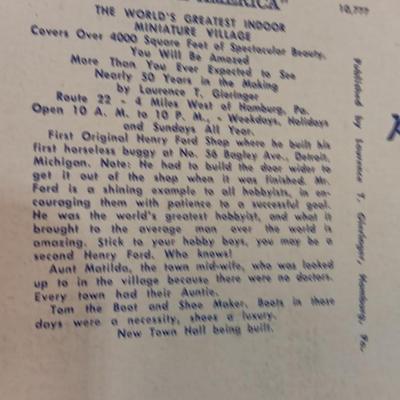 AMERICA"
THE WORLD'S GREATEST INDOOR
MINIATURE VILLAGE
Covers Over 4000 Square Feet of Spectacular Beauty.
You Will Be Amazed
More Than You Ever Expected to See
Nearly 50 Years in the Making
by Laurence T. Gieringer
Route 22 - 4 Miles West of Hamburg, Pa.
Open 10 A. M. to 10 P. M., - Weekdays, Holidays
and Sundays All Year.
First Original Henry Ford Shop where he built his
first horseless buggy at No. 56 Bagley Ave., Detroit,
Michigan. Note: He had to build the door wider to
get it out of the shop when it was finished. Mr.
Ford is a shining example to all hobbyists, in en-
couraging them with patience to a successful goal.
He was the world's greatest hobbyist, and what it
brought to the average man over the world is
amazing. Stick to your hobby boys, you may be a
second Henry Ford. Who knows!
Aunt Matilda, the town mid-wife, who was looked
up to in the village because there were no doctors.
Every town had their Auntie.
Tom the Boot and Shoe Maker. Boots in those
days were a necessity, shoes a luxury.
New Town Hall being built.
10,777
Published by Laurence T. Gieringer, Hamburg, Pa.